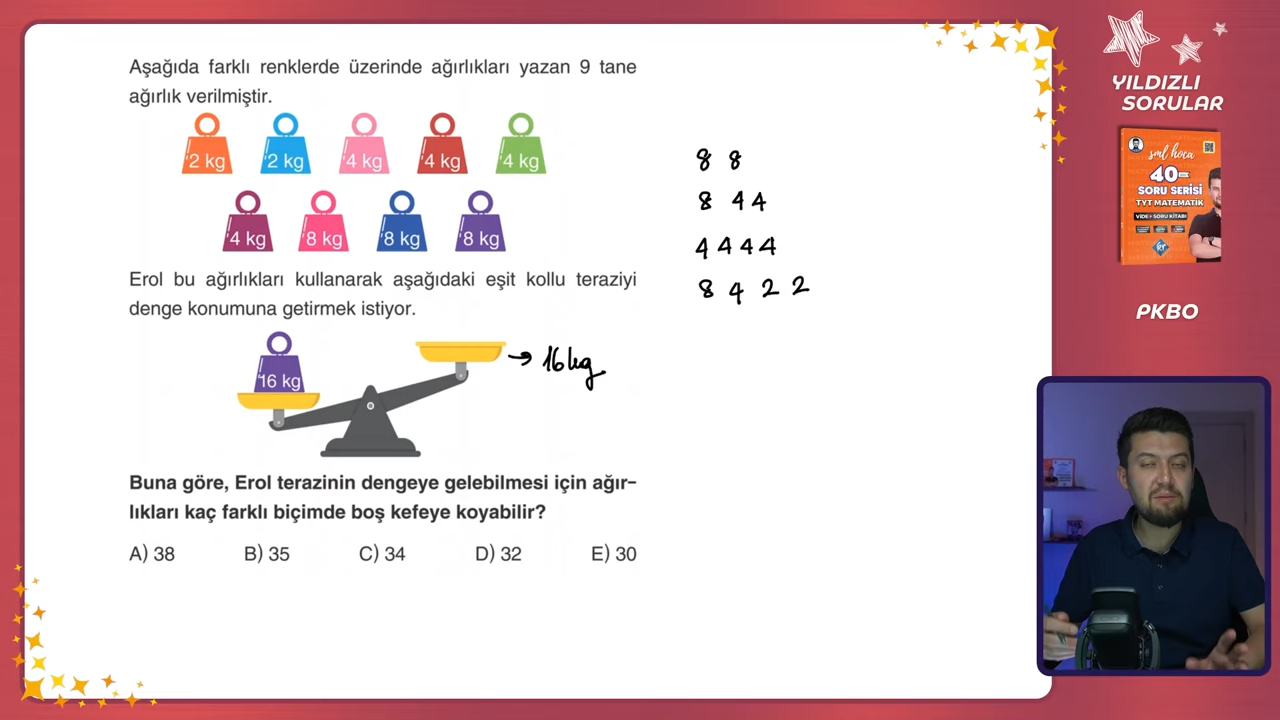 Aşağıda farklı renklerde üzerinde ağırlıkları yazan 9 tane
ağırlık verilmiştir.
2 kg 2 kg 4 kg 4 kg 4 kg
4 kg 8 kg 8 kg 8 kg
Erol bu ağırlıkları kullanarak aşağıdaki eşit kollu teraziyi
denge konumuna getirmek istiyor.
16 kg
→ 16 kg
Buna göre, Erol terazinin dengeye gelebilmesi için ağır-
lıkları kaç farklı biçimde boş kefeye koyabilir?
A) 38 B) 35 C) 34 D) 32 E) 30
8 8
8 4 4
4 4 4 4
8 4 2 2
YILDIZLI
SORULAR
sml hoca
40
SORU SERİSİ
TYT MATEMATİK
PKBO